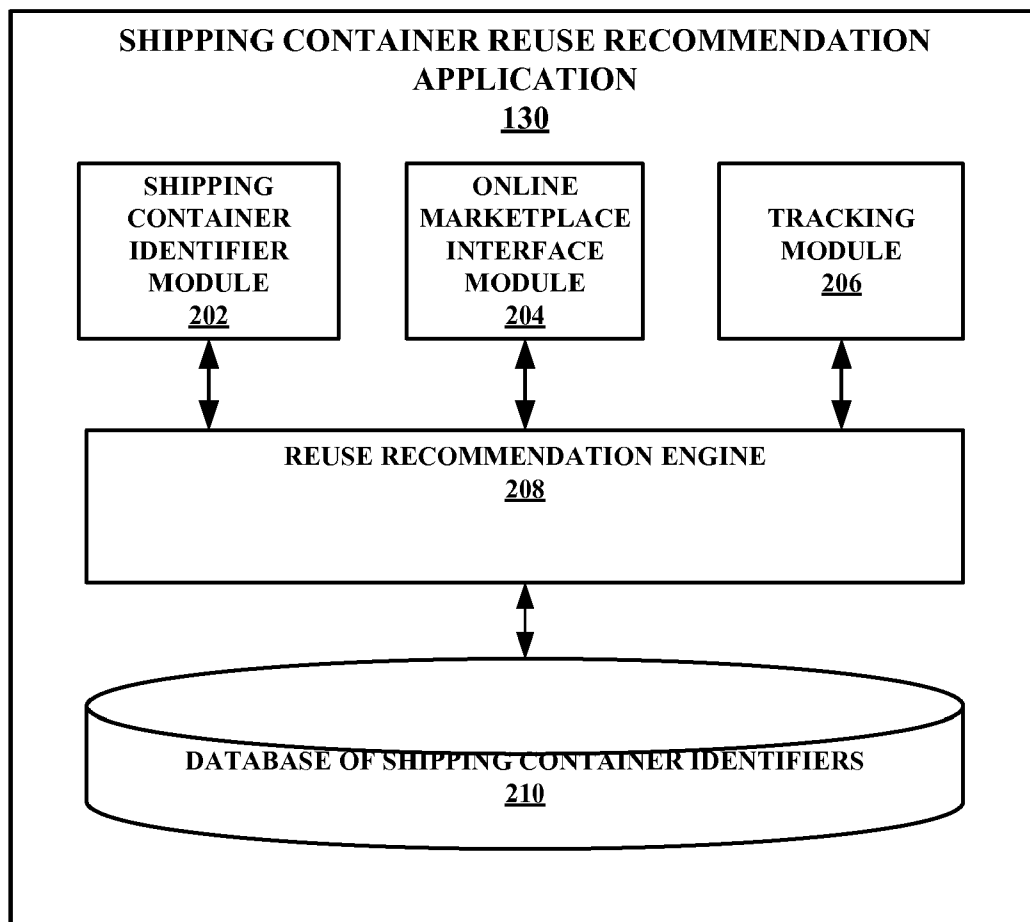 SHIPPING CONTAINER REUSE RECOMMENDATION
APPLICATION
130
SHIPPING
CONTAINER
IDENTIFIER
MODULE
202
ONLINE
MARKETPLACE
INTERFACE
MODULE
204
TRACKING
MODULE
206
REUSE RECOMMENDATION ENGINE
208
DATABASE OF SHIPPING CONTAINER IDENTIFIERS
210